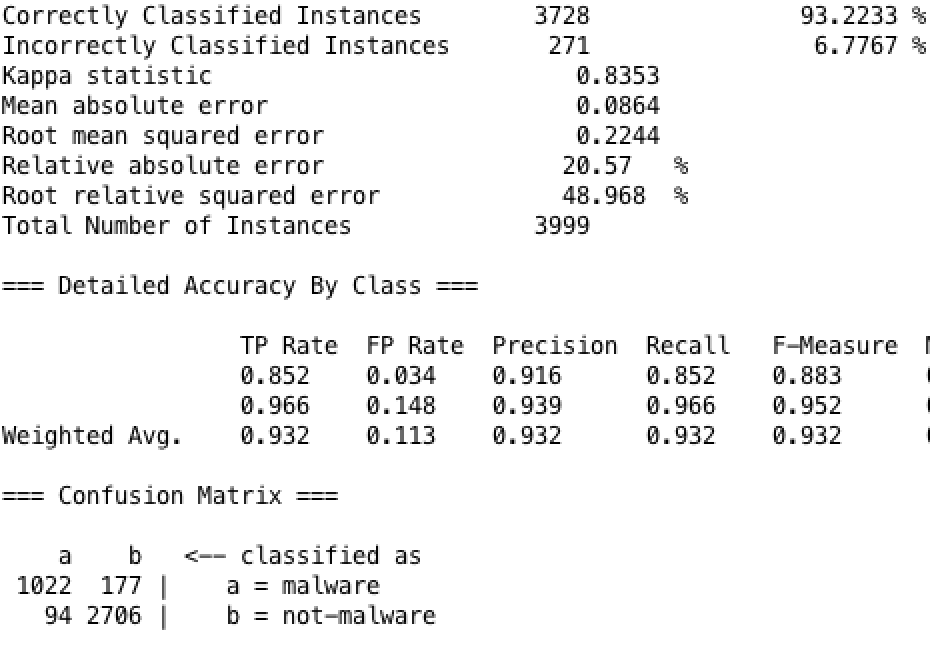 Correctly Classified Instances 3728 93.2233 %
Incorrectly Classified Instances 271 6.7767 %
Kappa statistic 0.8353
Mean absolute error 0.0864
Root mean squared error 0.2244
Relative absolute error 20.57 %
Root relative squared error 48.968 %
Total Number of Instances 3999
=== Detailed Accuracy By Class ===
TP Rate FP Rate Precision Recall F-Measure
0.852 0.034 0.916 0.852 0.883
0.966 0.148 0.939 0.966 0.952
Weighted Avg. 0.932 0.113 0.932 0.932 0.932
=== Confusion Matrix ===
a b <-- classified as
1022 177 | a = malware
94 2706 | b = not-malware